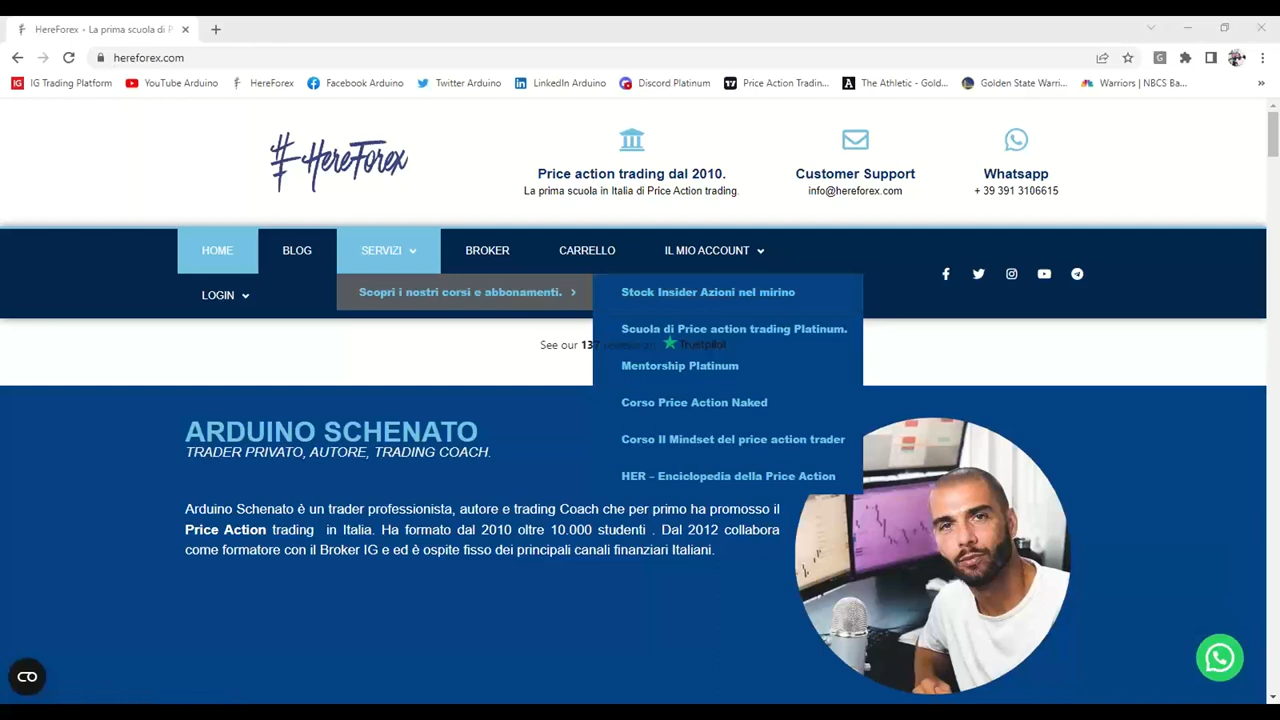 HereForex - La prima scuola di P
hereforex.com
IG Trading Platform
YouTube Arduino
HereForex
Facebook Arduino
Twitter Arduino
LinkedIn Arduino
Discord Platinum
Price Action Tradin...
The Athletic - Gold...
Golden State Warri...
Warriors | NBCS Ba...
#HereForex
Price action trading dal 2010.
La prima scuola in Italia di Price Action trading.
Customer Support
info@hereforex.com
Whatsapp
+ 39 391 3106615
HOME
BLOG
SERVIZI
BROKER
CARRELLO
IL MIO ACCOUNT
LOGIN
Scopri i nostri corsi e abbonamenti.
Stock Insider Azioni nel mirino
Scuola di Price action trading Platinum.
See our 137 reviews on Trustpilot
Mentorship Platinum
Corso Price Action Naked
Corso Il Mindset del price action trader
HER – Enciclopedia della Price Action
ARDUINO SCHENATO
TRADER PRIVATO, AUTORE, TRADING COACH.
Arduino Schenato è un trader professionista, autore e trading Coach che per primo ha promosso il
Price Action trading in Italia. Ha formato dal 2010 oltre 10.000 studenti . Dal 2012 collabora
come formatore con il Broker IG e ed è ospite fisso dei principali canali finanziari Italiani.